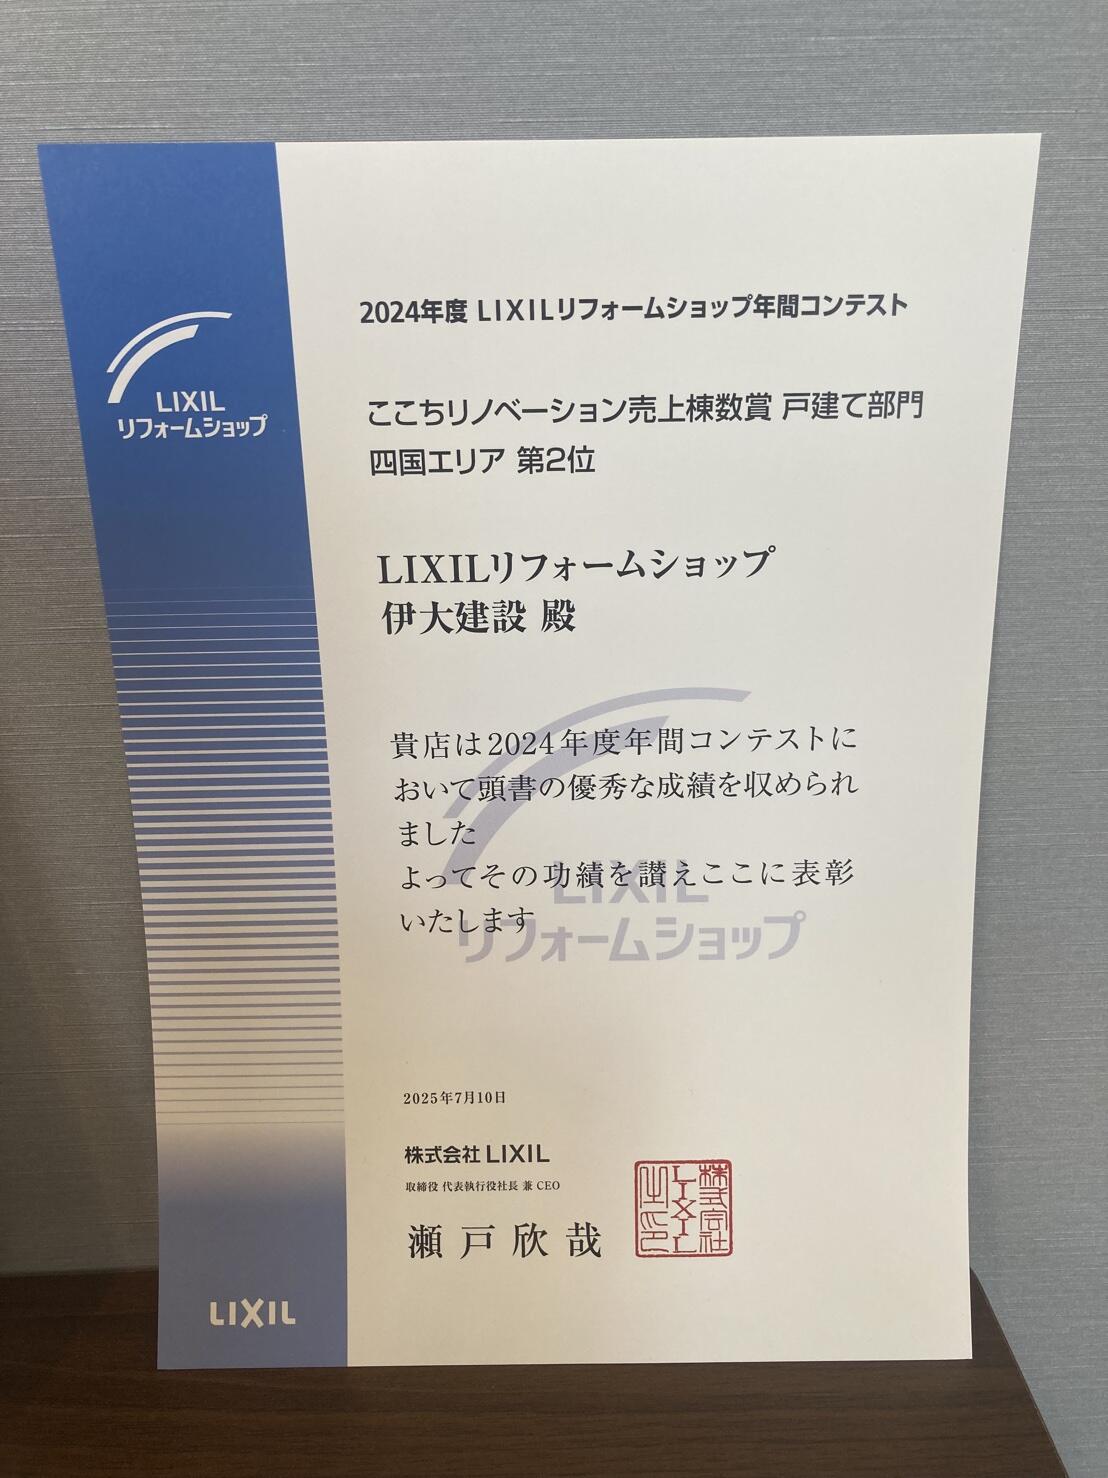 LIXIL
リフォームショップ
2024年度 LIXILリフォームショップ年間コンテスト
ここちリノベーション売上棟数賞 戸建て部門
四国エリア 第2位
LIXILリフォームショップ
伊大建設 殿
貴店は2024年度年間コンテストに
おいて頭書の優秀な成績を収められ
ました
よってその功績を讃えここに表彰
いたします
LIXIL
リフォームショップ
2025年7月10日
株式会社 LIXIL
取締役 代表執行役社長 兼 CEO
瀬戸欣哉
株式会社
LIXIL
之印
LIXIL